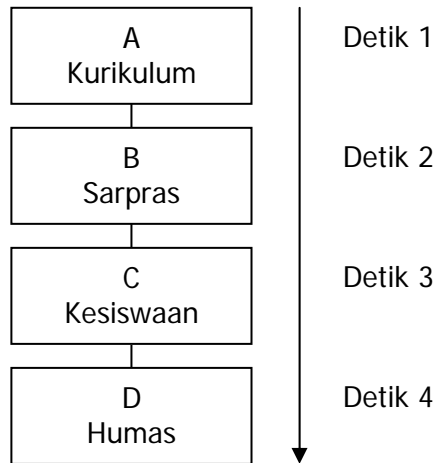 A
Kurikulum
Detik 1
B
Sarpras
Detik 2
C
Kesiswaan
Detik 3
D
Humas
Detik 4